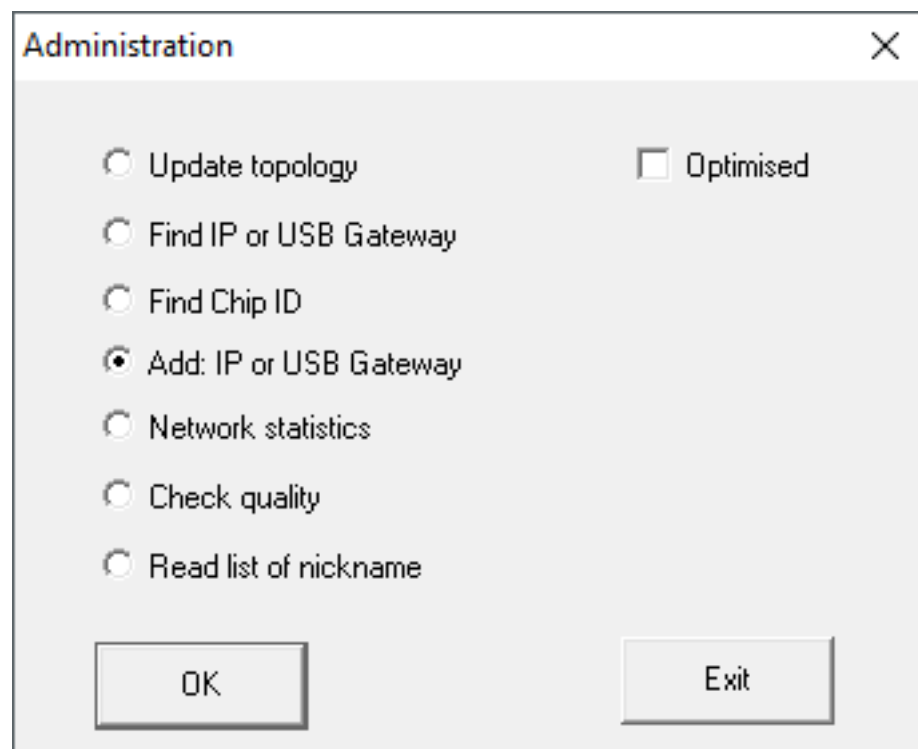 Administration
Update topology
Optimised
Find IP or USB Gateway
Find Chip ID
Add: IP or USB Gateway
Network statistics
Check quality
Read list of nickname
OK
Exit